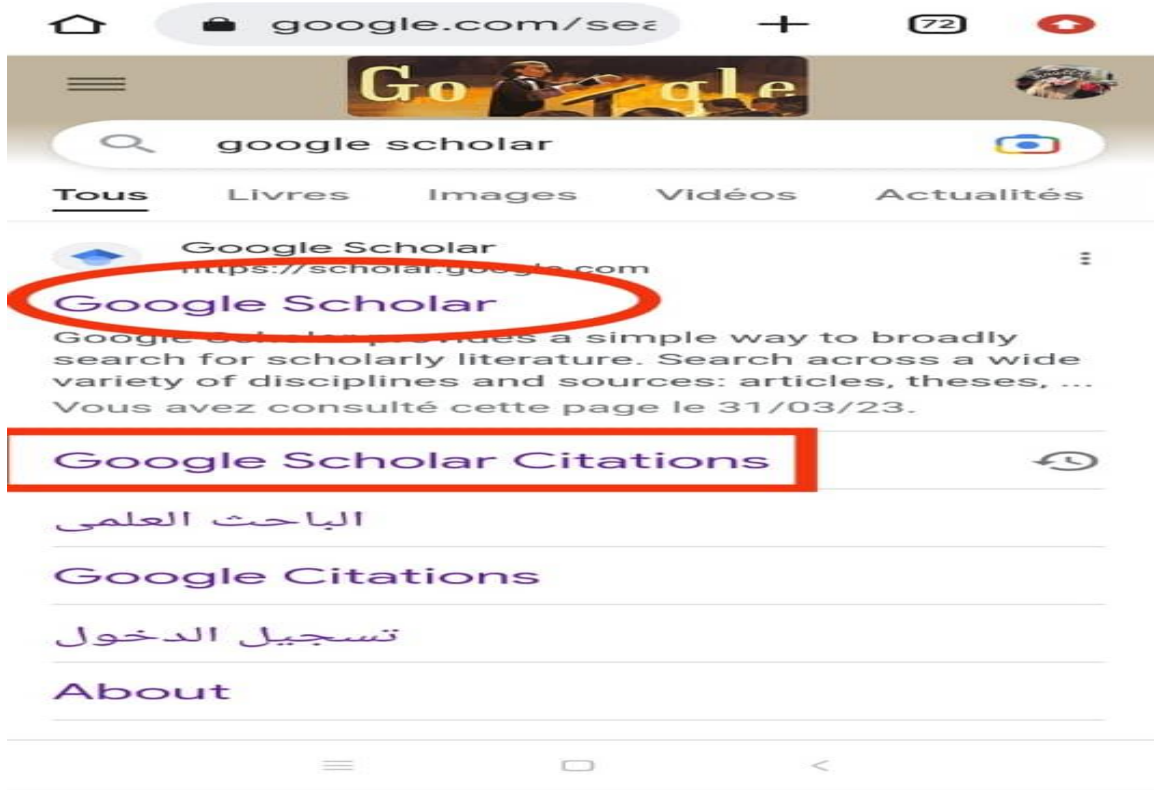 google.com/sea
72
Google
google scholar
Tous Livres Images Vidéos Actualités
Google Scholar
https://scholar.google.com
Google Scholar
Google Scholar provides a simple way to broadly
search for scholarly literature. Search across a wide
variety of disciplines and sources: articles, theses, ...
Vous avez consulté cette page le 31/03/23.
Google Scholar Citations
الباحث العلمى
Google Citations
تسجيل الدخول
About